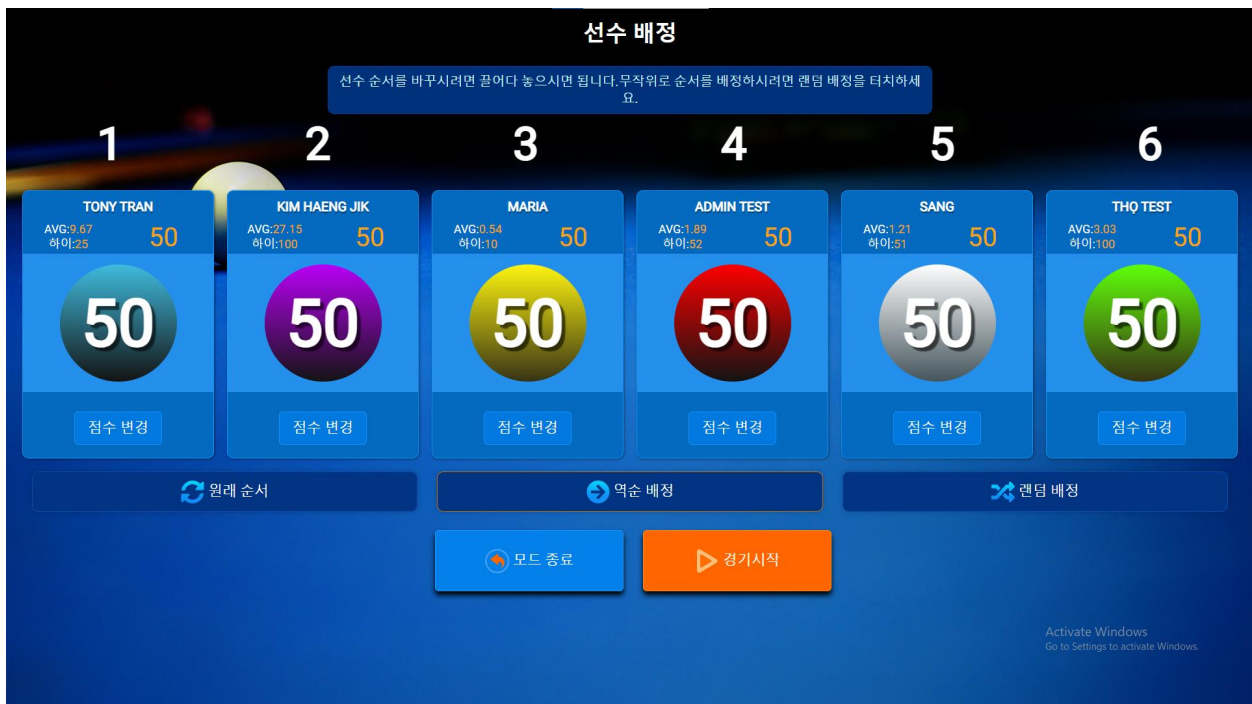 선수 배정
선수 순서를 바꾸시려면 끌어다 놓으시면 됩니다.무작위로 순서를 배정하시려면 랜덤 배정을 터치하세
요.
1 2 3 4 5 6
TONY TRAN
AVG:9.67
하이:25
50
50
점수 변경
KIM HAENG JIK
AVG:27.15
하이:100
50
50
점수 변경
MARIA
AVG:0.54
하이:10
50
50
점수 변경
ADMIN TEST
AVG:1.89
하이:52
50
50
점수 변경
SANG
AVG:1.21
하이:51
50
50
점수 변경
THỌ TEST
AVG:3.03
하이:100
50
50
점수 변경
원래 순서
역순 배정
랜덤 배정
모드 종료
경기시작
Activate Windows
Go to Settings to activate Windows.